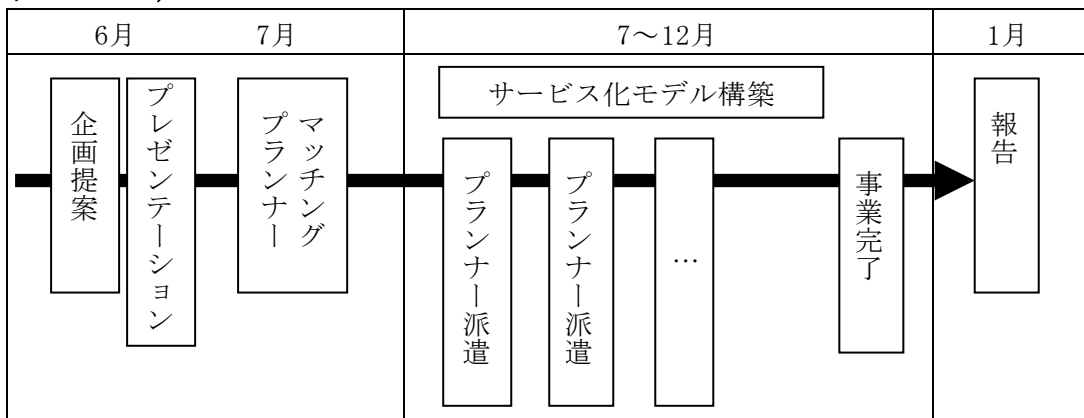 6月
7月
7～12月
1月
企画提案
プレゼンテーション
マッチング
プランナー
サービス化モデル構築
プランナー派遣
プランナー派遣
…
事業完了
報告